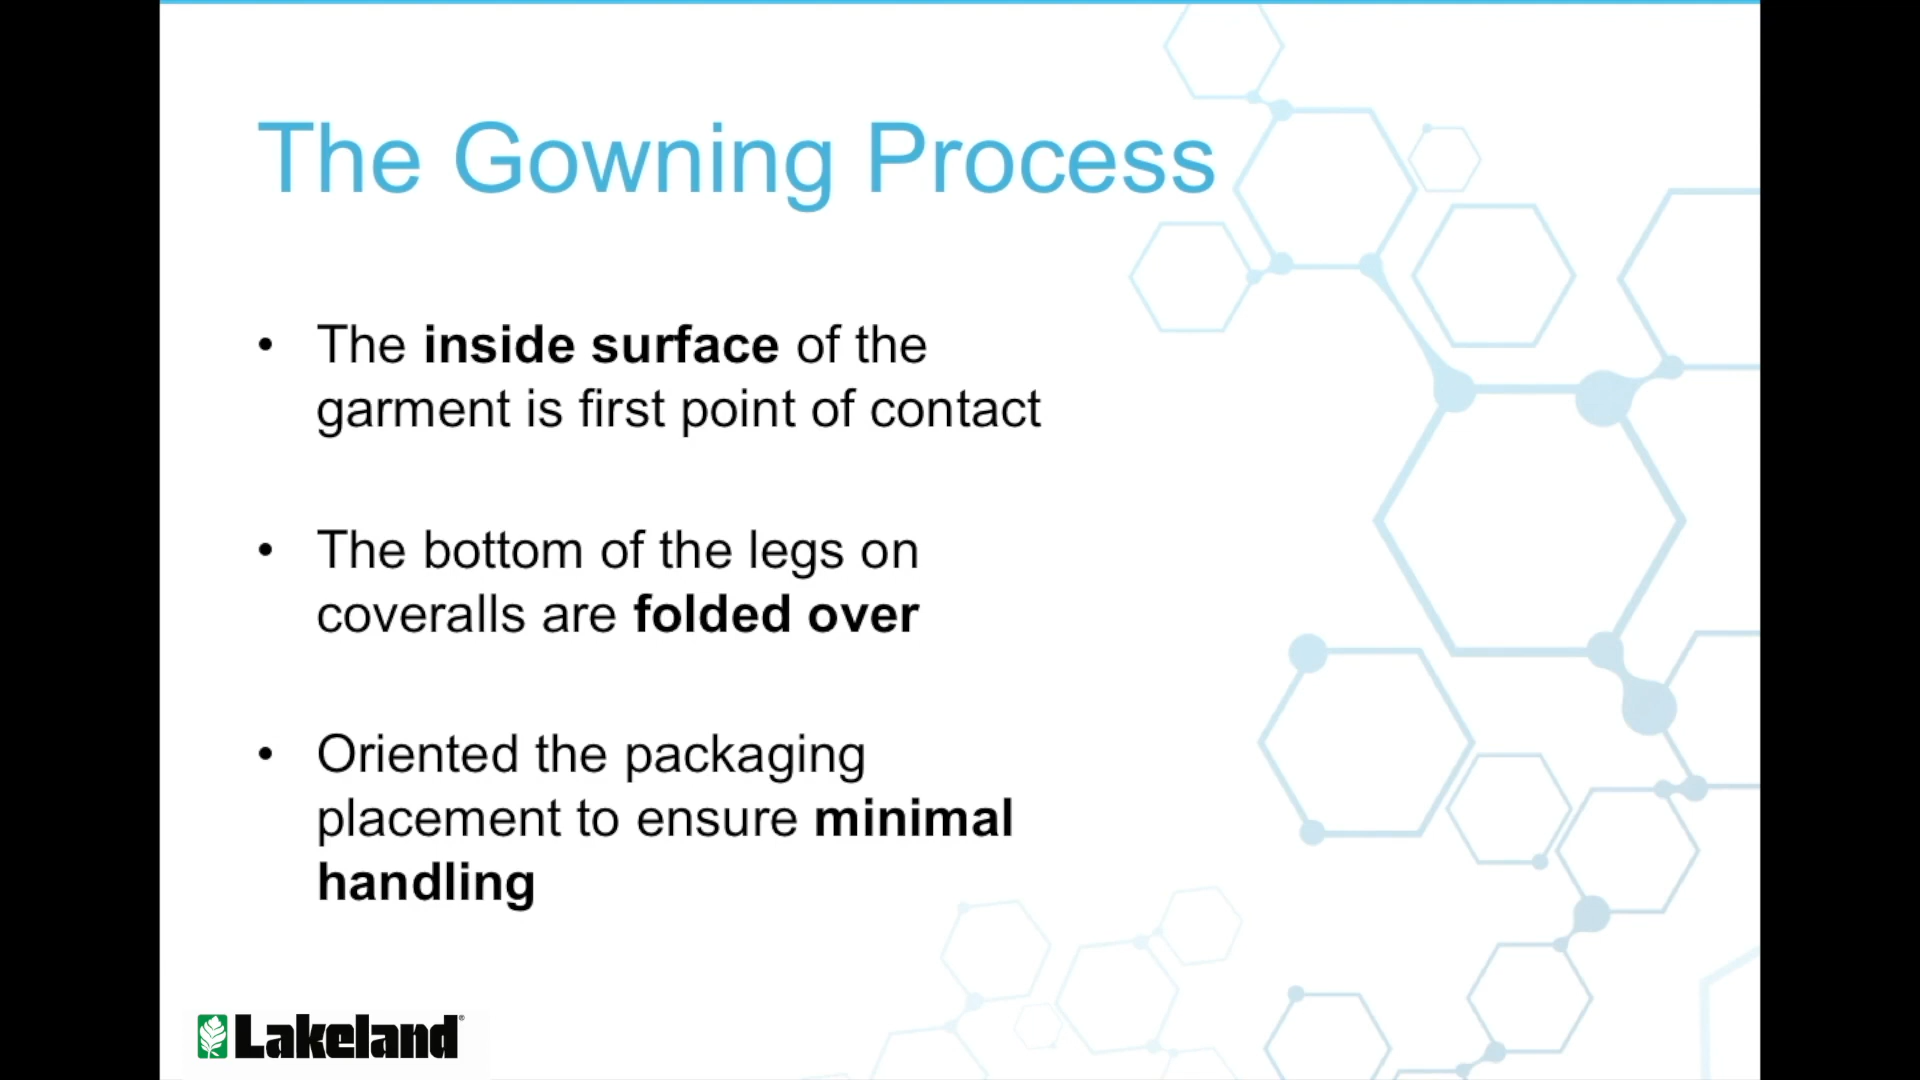 The Gowning Process
• The inside surface of the
garment is first point of contact
• The bottom of the legs on
coveralls are folded over
• Oriented the packaging
placement to ensure minimal
handling
Lakeland®